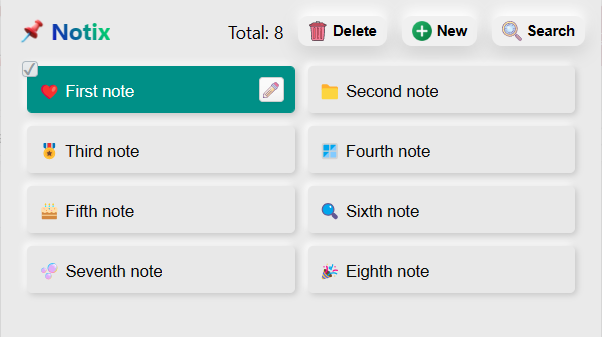 Notix
Total: 8
Delete
New
Search
First note
Second note
Third note
Fourth note
Fifth note
Sixth note
Seventh note
Eighth note